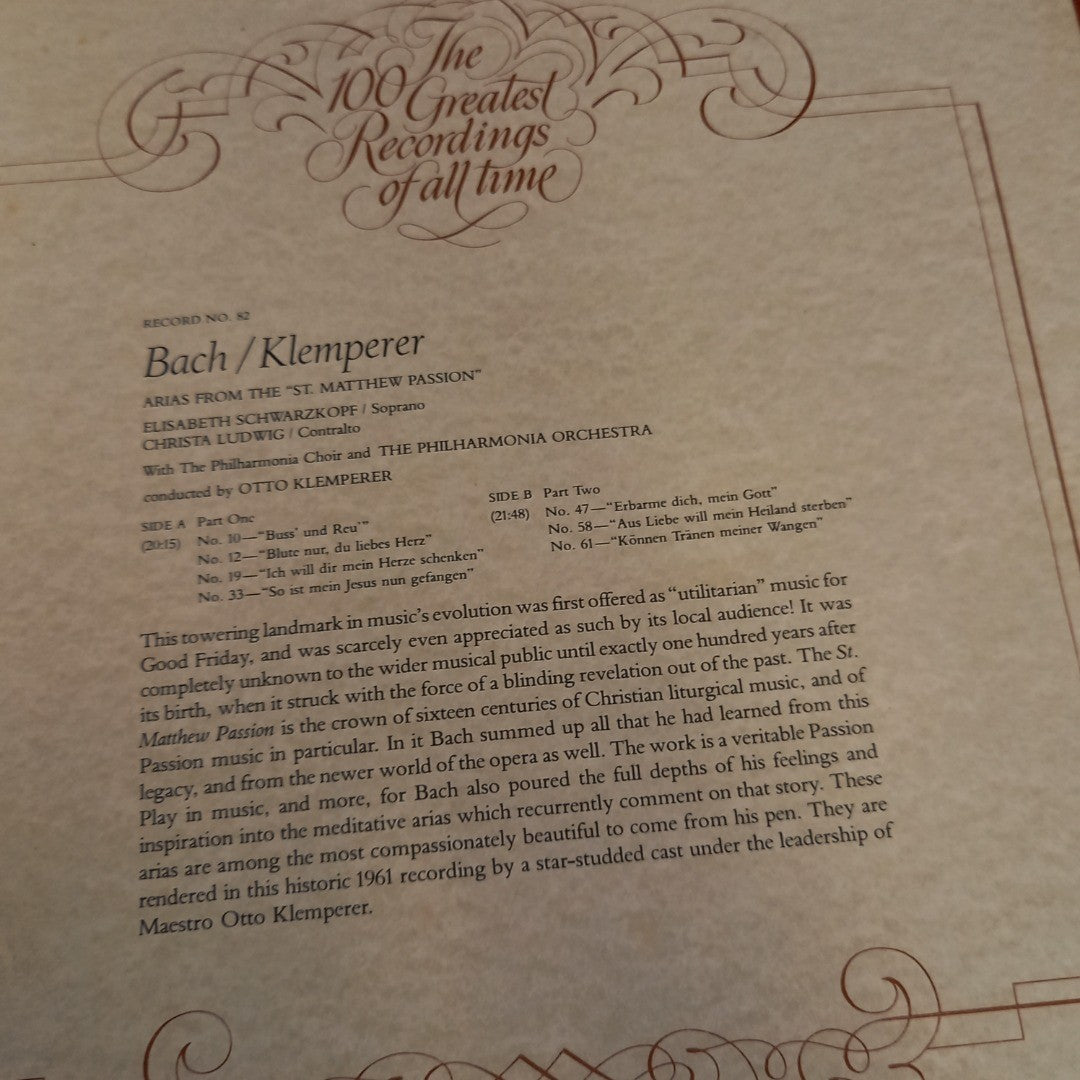 The
100 Greatest
Recordings
of all time
RECORD NO. 82
Bach / Klemperer
ARIAS FROM THE "ST. MATTHEW PASSION"
ELISABETH SCHWARZKOPF / Soprano
CHRISTA LUDWIG / Contralto
With The Philharmonia Choir and THE PHILHARMONIA ORCHESTRA
conducted by OTTO KLEMPERER
SIDE A Part One
(20:15) No. 10—"Buss' und Reu'"
No. 12—"Blute nur, du liebes Herz"
No. 19—"Ich will dir mein Herze schenken"
No. 33—"So ist mein Jesus nun gefangen"
SIDE B Part Two
(21:48) No. 47—"Erbarme dich, mein Gott"
No. 58—"Aus Liebe will mein Heiland sterben"
No. 61—"Können Tränen meiner Wangen"
This towering landmark in music's evolution was first offered as "utilitarian" music for
Good Friday, and was scarcely even appreciated as such by its local audience! It was
completely unknown to the wider musical public until exactly one hundred years after
its birth, when it struck with the force of a blinding revelation out of the past. The St.
Matthew Passion is the crown of sixteen centuries of Christian liturgical music, and of
Passion music in particular. In it Bach summed up all that he had learned from this
legacy, and from the newer world of the opera as well. The work is a veritable Passion
Play in music, and more, for Bach also poured the full depths of his feelings and
inspiration into the meditative arias which recurrently comment on that story. These
arias are among the most compassionately beautiful to come from his pen. They are
rendered in this historic 1961 recording by a star-studded cast under the leadership of
Maestro Otto Klemperer.